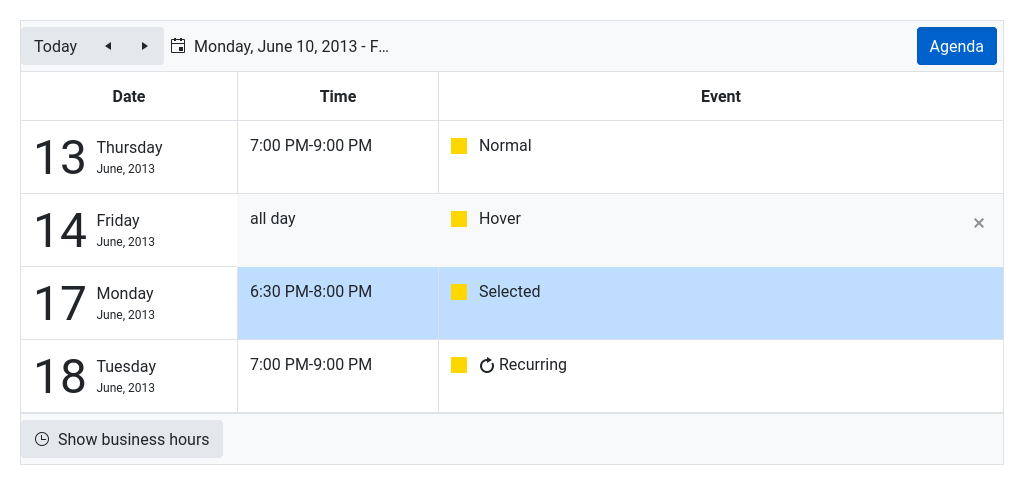 Today Monday, June 10, 2013 - F… Agenda
Date Time Event
13 Thursday 7:00 PM-9:00 PM Normal
June, 2013
14 Friday all day Hover
June, 2013
17 Monday 6:30 PM-8:00 PM Selected
June, 2013
18 Tuesday 7:00 PM-9:00 PM Recurring
June, 2013
Show business hours